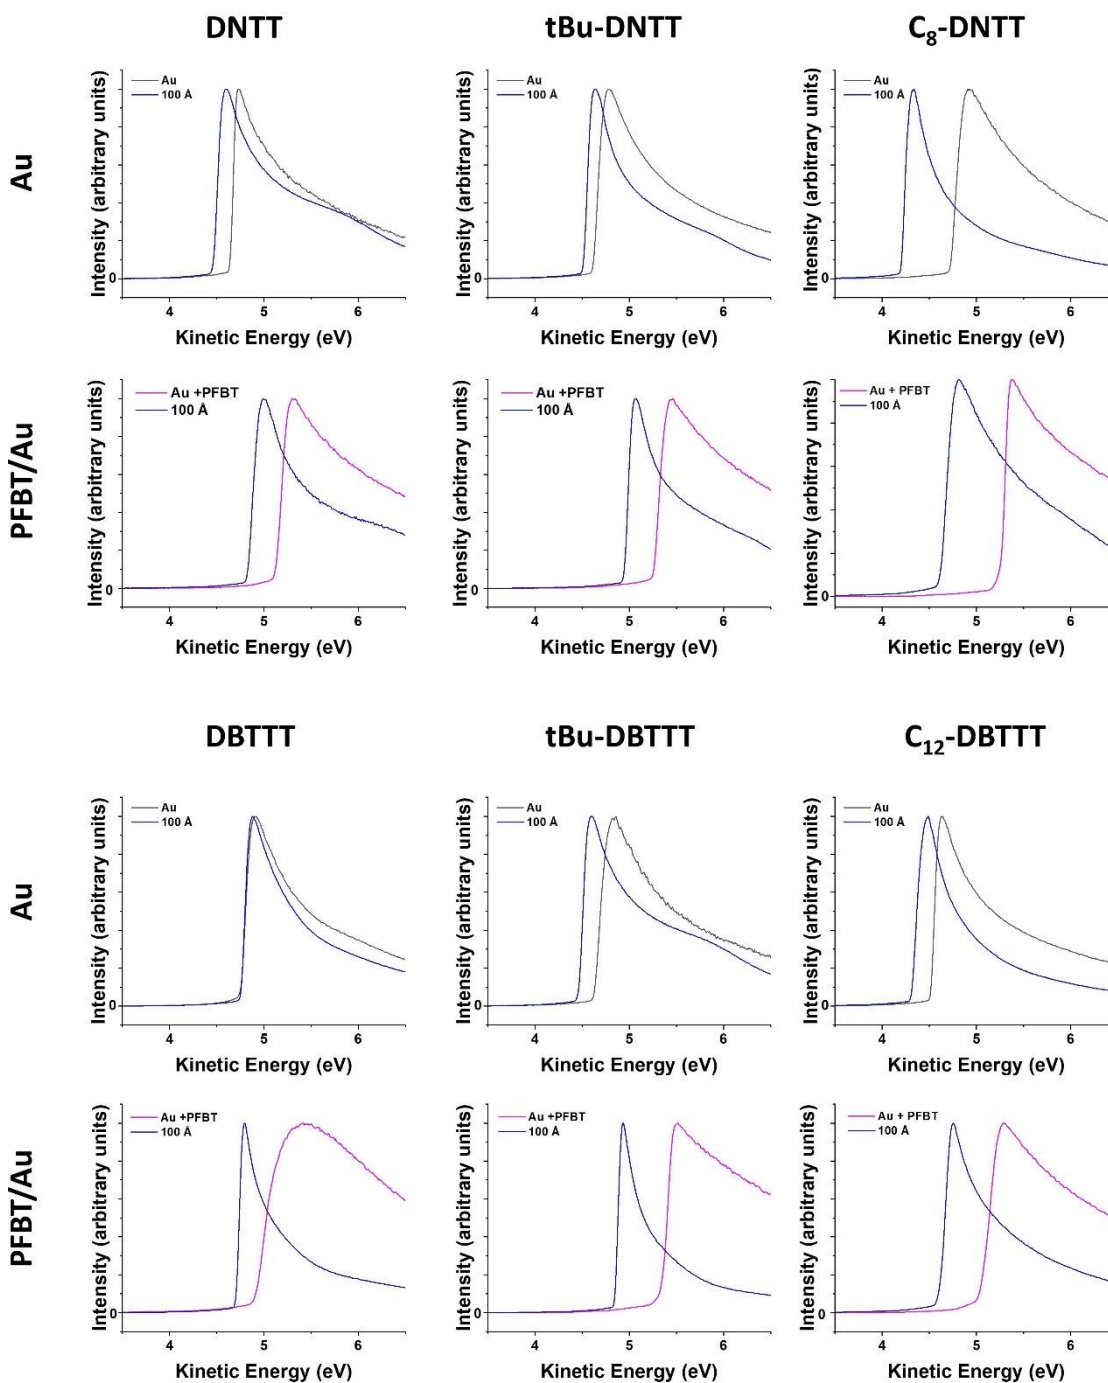 DNTT
tBu-DNTT
C₈-DNTT
Au
Intensity (arbitrary units)
Au
100 Å
0
4 5 6
Kinetic Energy (eV)
Intensity (arbitrary units)
Au
100 Å
0
4 5 6
Kinetic Energy (eV)
Intensity (arbitrary units)
Au
100 Å
0
4 5 6
Kinetic Energy (eV)
PFBT/Au
Intensity (arbitrary units)
Au +PFBT
100 Å
0
4 5 6
Kinetic Energy (eV)
Intensity (arbitrary units)
Au +PFBT
100 Å
0
4 5 6
Kinetic Energy (eV)
Intensity (arbitrary units)
Au + PFBT
100 Å
0
4 5 6
Kinetic Energy (eV)
DBTTT
tBu-DBTTT
C₁₂-DBTTT
Au
Intensity (arbitrary units)
Au
100 Å
0
4 5 6
Kinetic Energy (eV)
Intensity (arbitrary units)
Au
100 Å
0
4 5 6
Kinetic Energy (eV)
Intensity (arbitrary units)
Au
100 Å
0
4 5 6
Kinetic Energy (eV)
PFBT/Au
Intensity (arbitrary units)
Au +PFBT
100 Å
0
4 5 6
Kinetic Energy (eV)
Intensity (arbitrary units)
Au +PFBT
100 Å
0
4 5 6
Kinetic Energy (eV)
Intensity (arbitrary units)
Au + PFBT
100 Å
0
4 5 6
Kinetic Energy (eV)